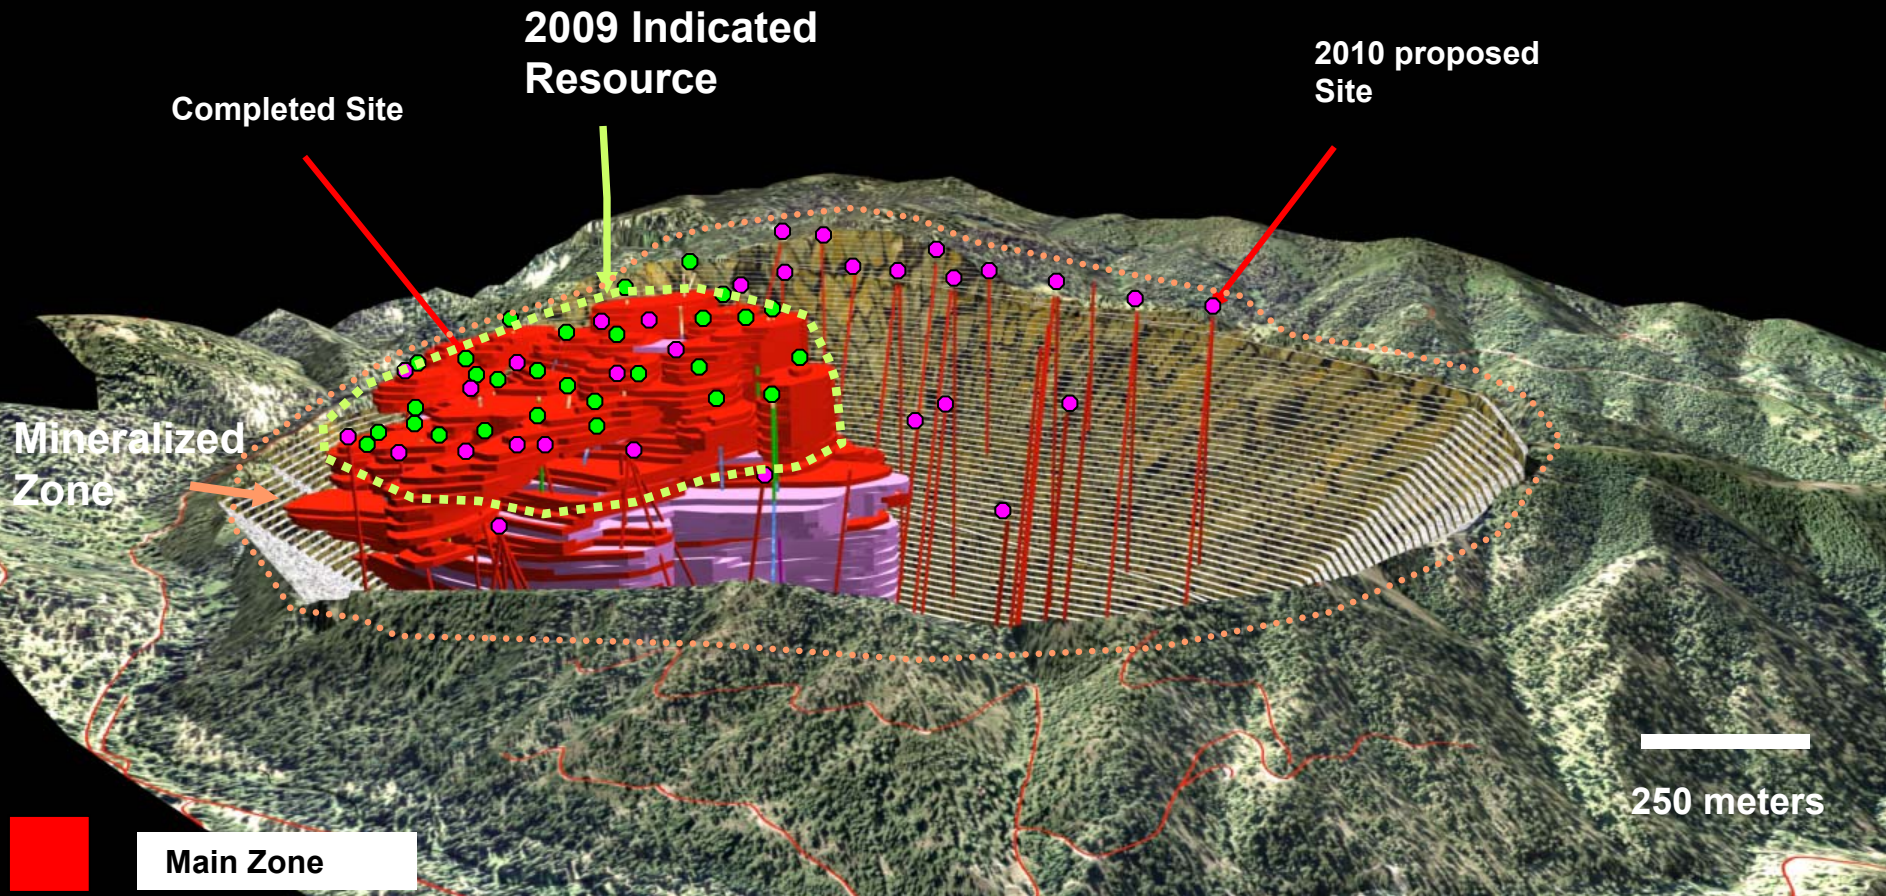 2009 Indicated
Resource
2010 proposed
Site
Completed Site
Mineralized
Zone
250 meters
Main Zone